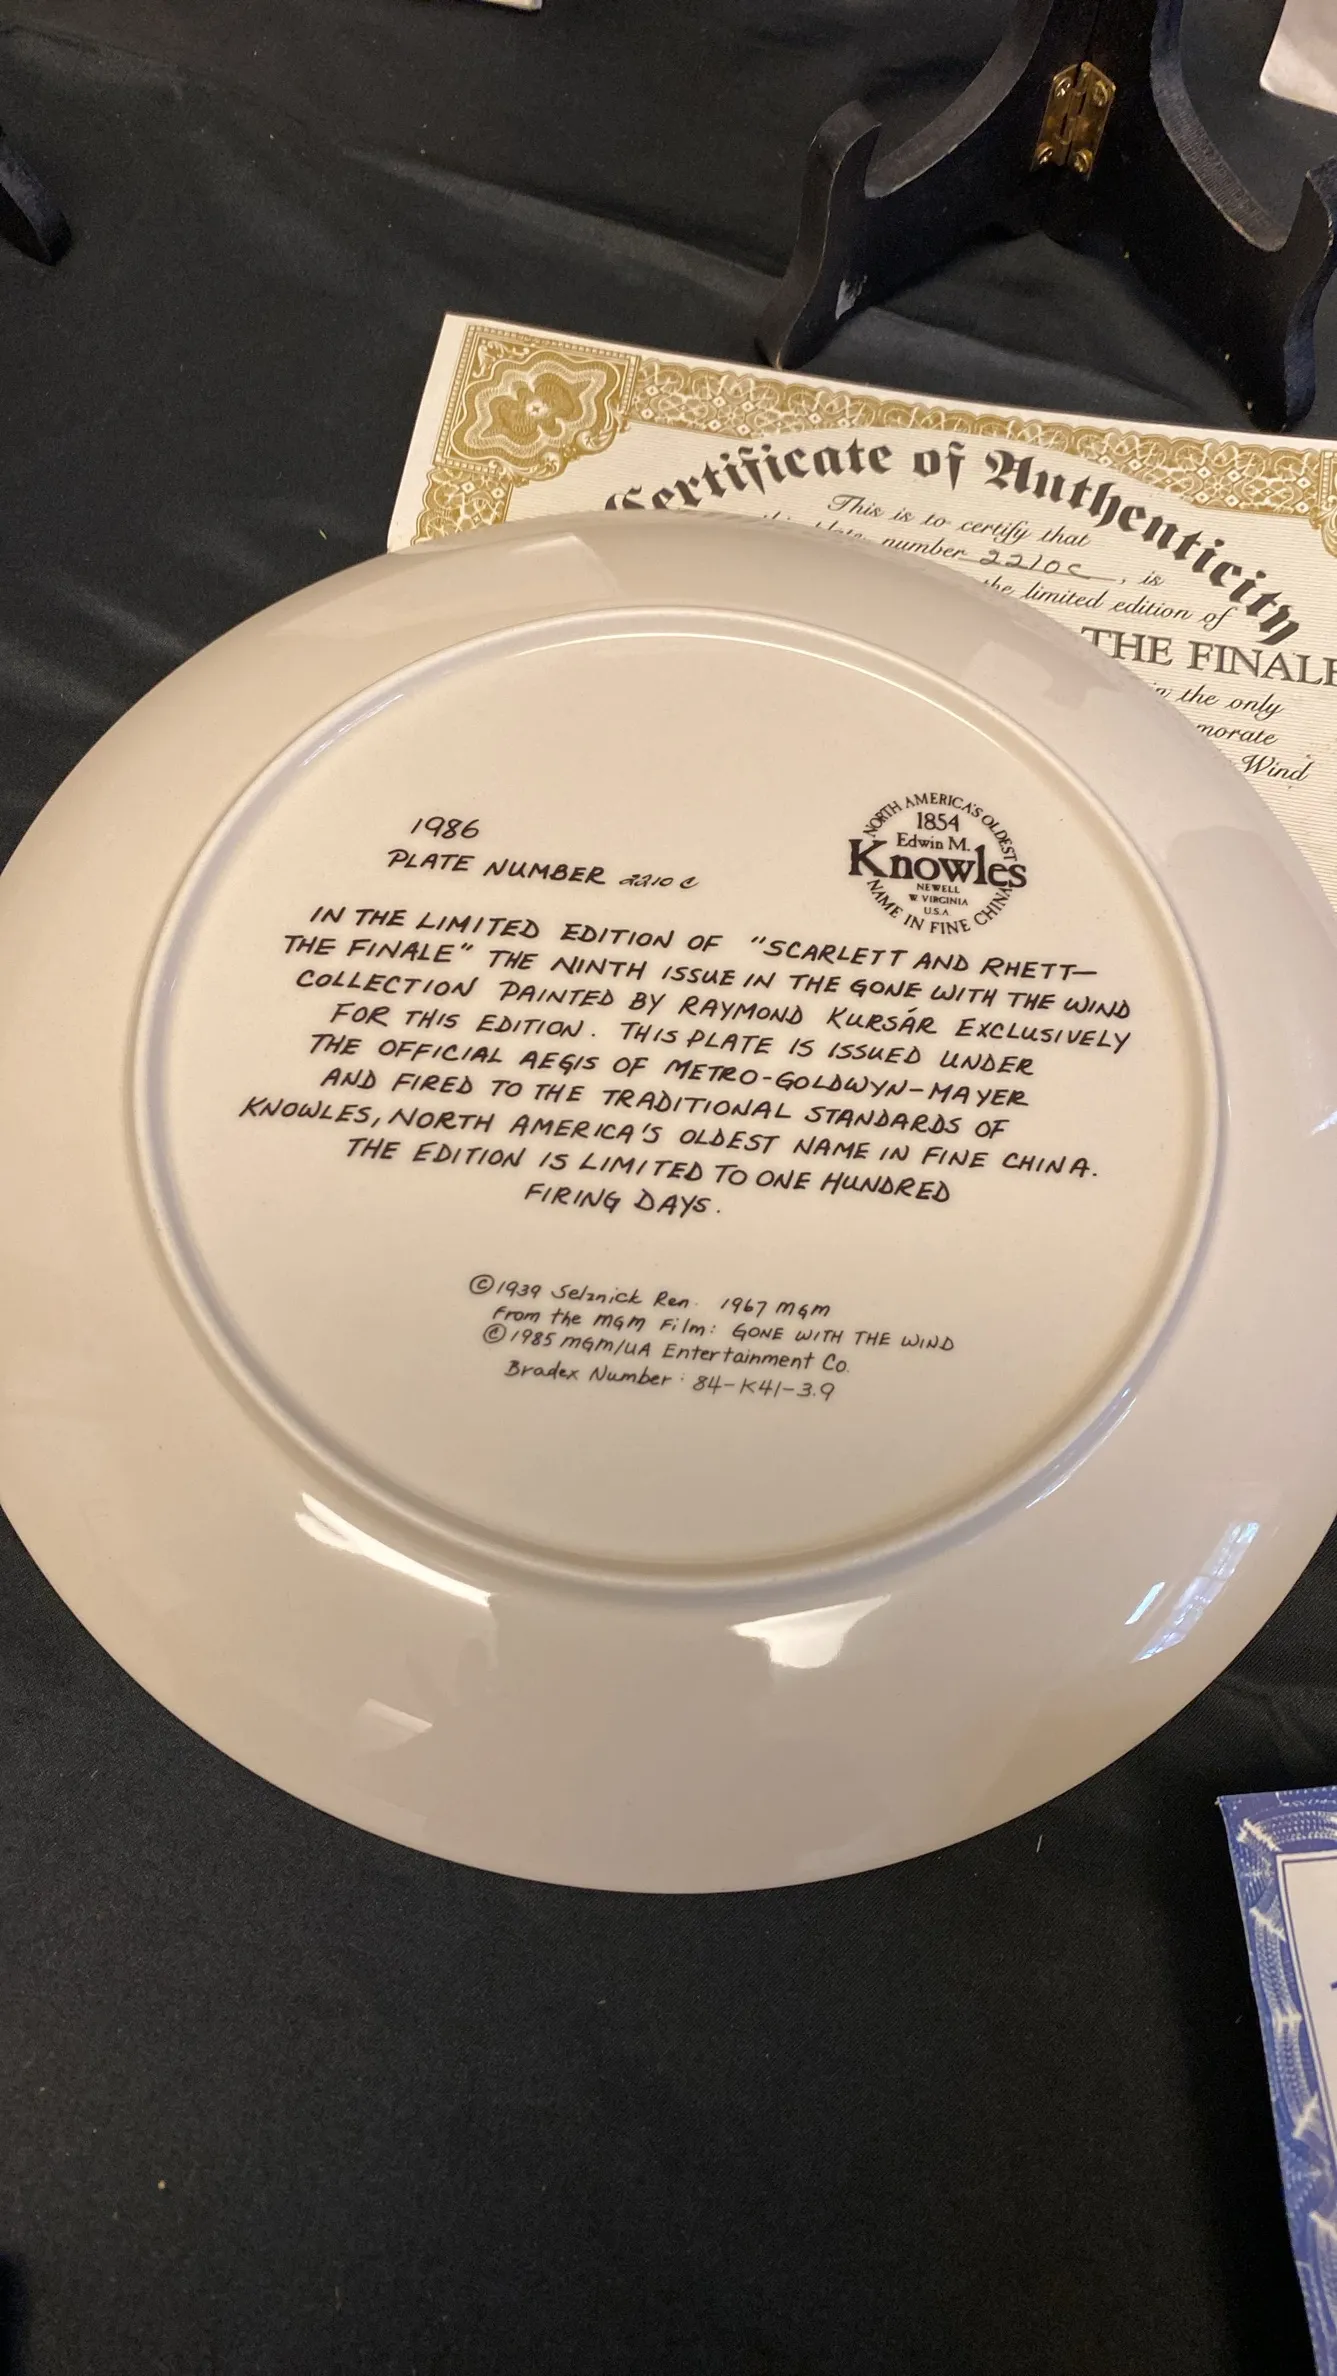 Certificate of Authenticity
This is to certify that
number 2210C, is
the limited edition of
THE FINALE
in the only
Wind
1986
PLATE NUMBER 2210 C
NORTH AMERICA'S OLDEST
1854
Edwin M.
Knowles
NEWELL
W. VIRGINIA
U.S.A
NAME IN FINE CHINA
IN THE LIMITED EDITION OF "SCARLETT AND RHETT—
THE FINALE" THE NINTH ISSUE IN THE GONE WITH THE WIND
COLLECTION PAINTED BY RAYMOND KURSÁR EXCLUSIVELY
FOR THIS EDITION. THIS PLATE IS ISSUED UNDER
THE OFFICIAL AEGIS OF METRO-GOLDWYN-MAYER
AND FIRED TO THE TRADITIONAL STANDARDS OF
KNOWLES, NORTH AMERICA'S OLDEST NAME IN FINE CHINA.
THE EDITION IS LIMITED TO ONE HUNDRED
FIRING DAYS.
©1939 Selznick Ren. 1967 MGM
From the MGM Film: GONE WITH THE WIND
©1985 MGM/UA Entertainment Co.
Bradex Number: 84-K41-3.9